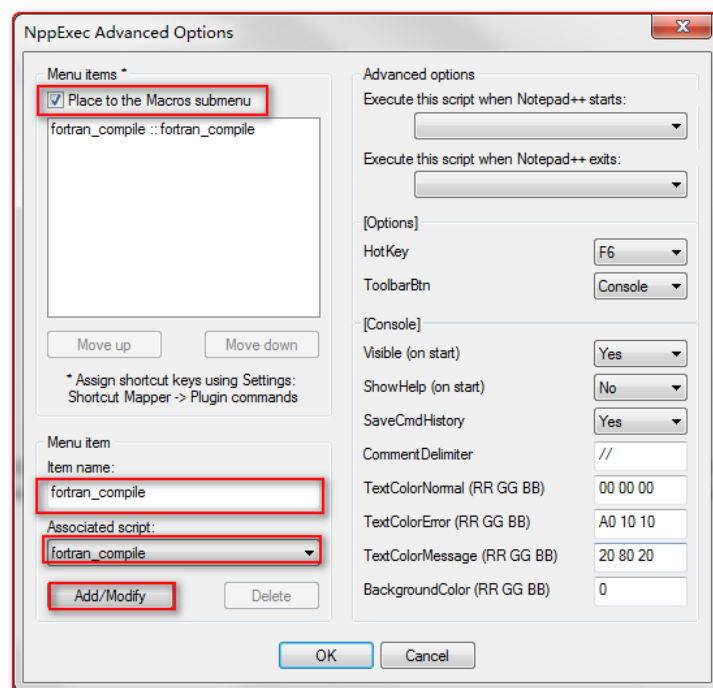 NppExec Advanced Options
Menu items *
Place to the Macros submenu
fortran_compile :: fortran_compile
Move up
Move down
* Assign shortcut keys using Settings:
Shortcut Mapper -> Plugin commands
Menu item
Item name:
fortran_compile
Associated script:
fortran_compile
Add/Modify
Delete
Advanced options
Execute this script when Notepad++ starts:
Execute this script when Notepad++ exits:
[Options]
HotKey
F6
ToolbarBtn
Console
[Console]
Visible (on start)
Yes
ShowHelp (on start)
No
SaveCmdHistory
Yes
CommentDelimiter
//
TextColorNormal (RR GG BB)
00 00 00
TextColorError (RR GG BB)
A0 10 10
TextColorMessage (RR GG BB)
20 80 20
BackgroundColor (RR GG BB)
0
OK
Cancel